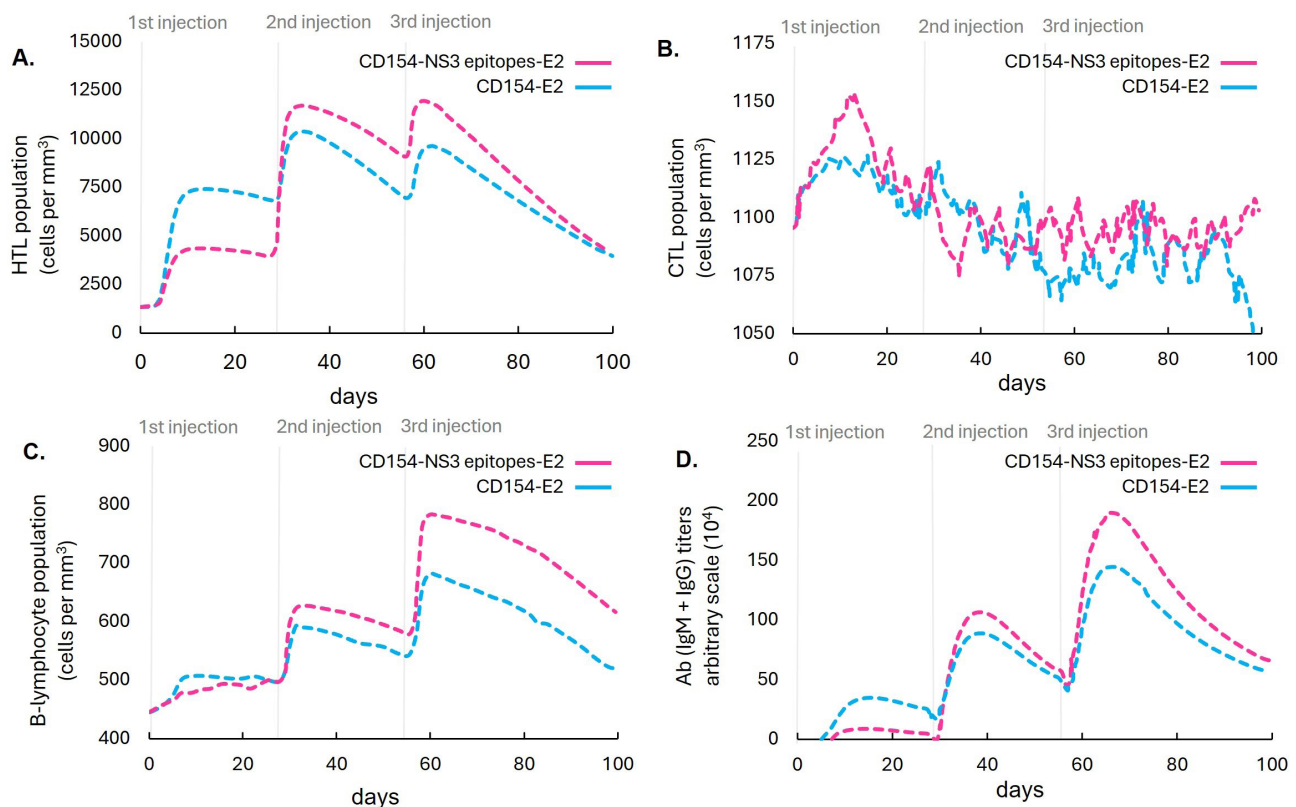 A.
1st injection 2nd injection 3rd injection
CD154-NS3 epitopes-E2
CD154-E2
HTL population
(cells per mm³)
15000
12500
10000
7500
5000
2500
0
0 20 40 60 80 100
days
B.
1st injection 2nd injection 3rd injection
CD154-NS3 epitopes-E2
CD154-E2
CTL population
(cells per mm³)
1175
1150
1125
1100
1075
1050
0 20 40 60 80 100
days
C.
1st injection 2nd injection 3rd injection
CD154-NS3 epitopes-E2
CD154-E2
B-lymphocyte population
(cells per mm³)
900
800
700
600
500
400
0 20 40 60 80 100
days
D.
1st injection 2nd injection 3rd injection
CD154-NS3 epitopes-E2
CD154-E2
Ab (IgM + IgG) titers
arbitrary scale (10⁴)
250
200
150
100
50
0
0 20 40 60 80 100
days